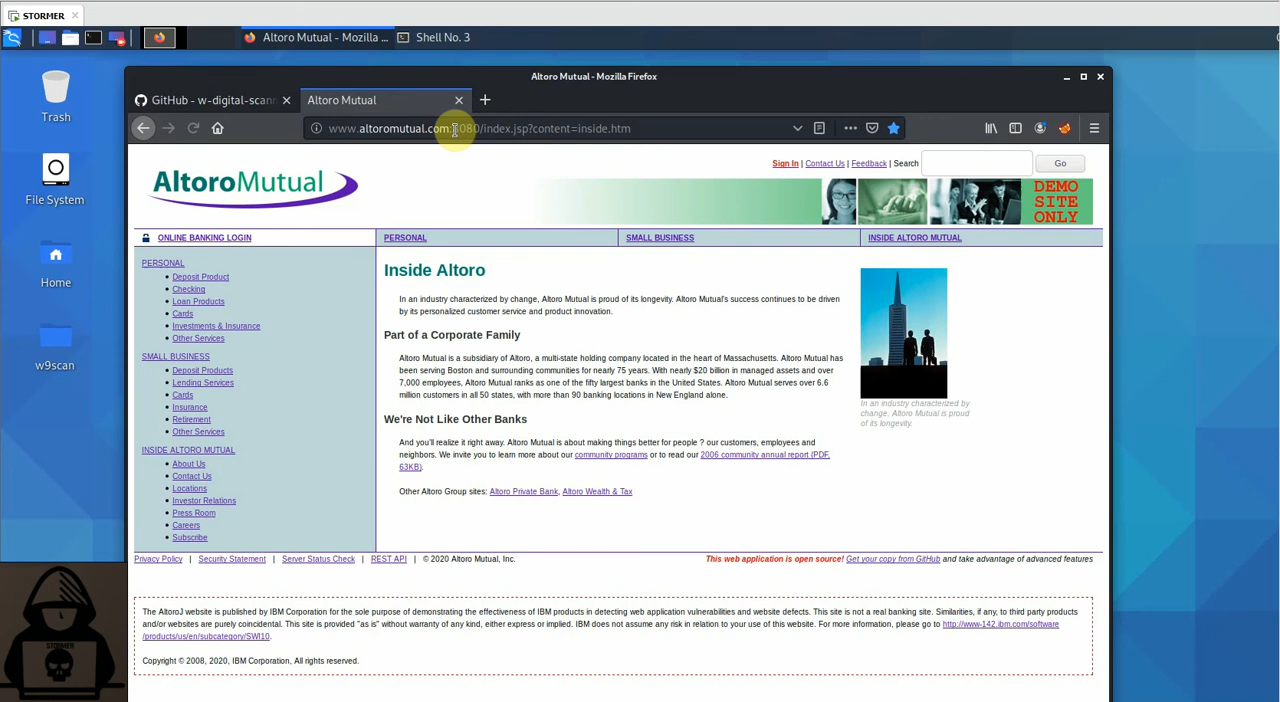 STORMER
Altoro Mutual - Mozilla ...
Shell No. 3
Altoro Mutual - Mozilla Firefox
GitHub - w-digital-scann
Altoro Mutual
www.altoromutual.com:8080/index.jsp?content=inside.htm
Trash
File System
Home
w9scan
Sign In | Contact Us | Feedback | Search
Go
AltoroMutual
DEMO
SITE
ONLY
ONLINE BANKING LOGIN
PERSONAL
SMALL BUSINESS
INSIDE ALTORO MUTUAL
PERSONAL
Deposit Product
Checking
Loan Products
Cards
Investments & Insurance
Other Services
SMALL BUSINESS
Deposit Products
Lending Services
Cards
Insurance
Retirement
Other Services
INSIDE ALTORO MUTUAL
About Us
Contact Us
Locations
Investor Relations
Press Room
Careers
Subscribe
Inside Altoro
In an industry characterized by change, Altoro Mutual is proud of its longevity. Altoro Mutual's success continues to be driven
by its personalized customer service and product innovation.
Part of a Corporate Family
Altoro Mutual is a subsidiary of Altoro, a multi-state holding company located in the heart of Massachusetts. Altoro Mutual has
been serving Boston and surrounding communities for nearly 75 years. With nearly $20 billion in managed assets and over
7,000 employees, Altoro Mutual ranks as one of the fifty largest banks in the United States. Altoro Mutual serves over 6.6
million customers in all 50 states, with more than 90 banking locations in New England alone.
We're Not Like Other Banks
And you'll realize it right away. Altoro Mutual is about making things better for people ? our customers, employees and
neighbors. We invite you to learn more about our community programs or to read our 2006 community annual report (PDF,
63KB).
Other Altoro Group sites: Altoro Private Bank, Altoro Wealth & Tax
In an industry characterized by
change, Altoro Mutual is proud
of its longevity.
Privacy Policy | Security Statement | Server Status Check | REST API | © 2020 Altoro Mutual, Inc.
This web application is open source! Get your copy from GitHub and take advantage of advanced features
The AltoroJ website is published by IBM Corporation for the sole purpose of demonstrating the effectiveness of IBM products in detecting web application vulnerabilities and website defects. This site is not a real banking site. Similarities, if any, to third party products
and/or websites are purely coincidental. This site is provided "as is" without warranty of any kind, either express or implied. IBM does not assume any risk in relation to your use of this website. For more information, please go to http://www-142.ibm.com/software
/products/us/en/subcategory/SWI10.
Copyright © 2008, 2020, IBM Corporation, All rights reserved.
STORMER